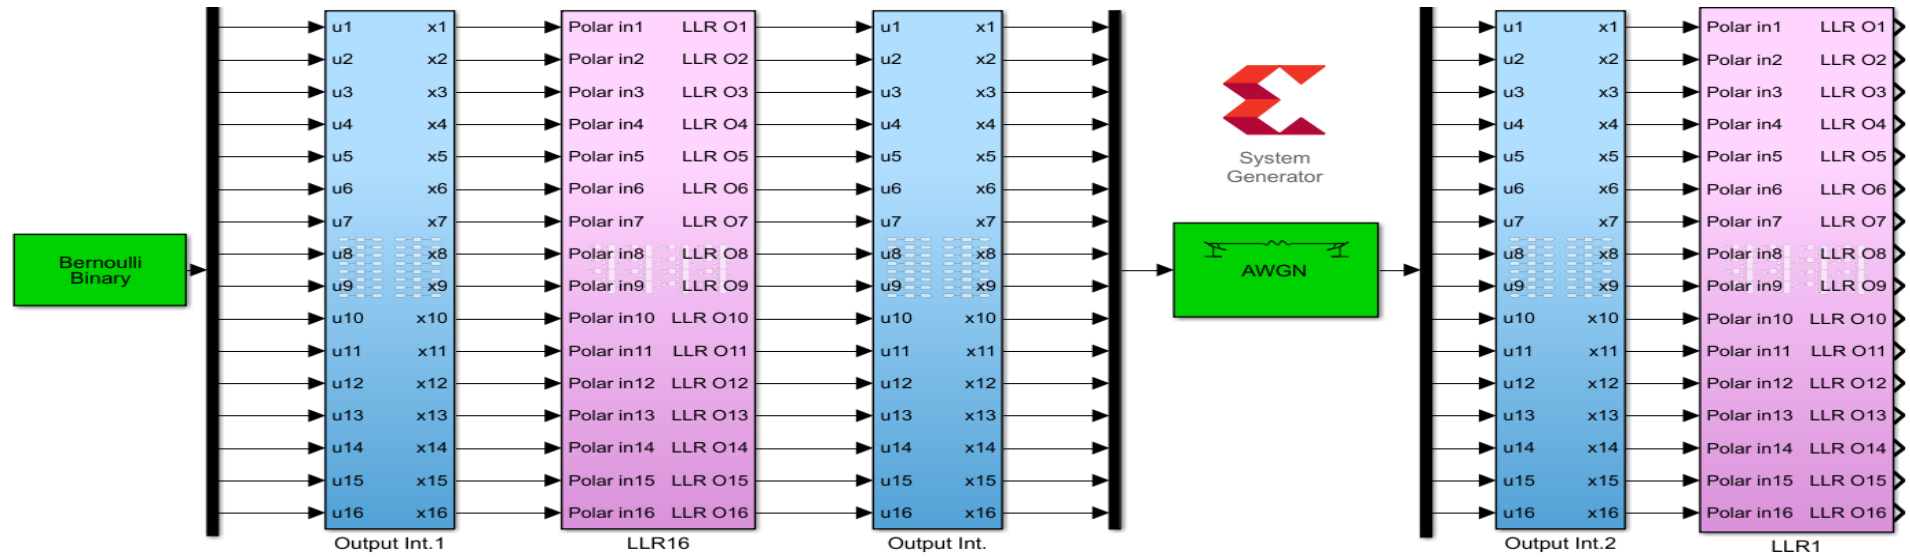 Bernoulli
Binary
u1 x1
u2 x2
u3 x3
u4 x4
u5 x5
u6 x6
u7 x7
u8 x8
u9 x9
u10 x10
u11 x11
u12 x12
u13 x13
u14 x14
u15 x15
u16 x16
Output Int.1
Polar in1 LLR O1
Polar in2 LLR O2
Polar in3 LLR O3
Polar in4 LLR O4
Polar in5 LLR O5
Polar in6 LLR O6
Polar in7 LLR O7
Polar in8 LLR O8
Polar in9 LLR O9
Polar in10 LLR O10
Polar in11 LLR O11
Polar in12 LLR O12
Polar in13 LLR O13
Polar in14 LLR O14
Polar in15 LLR O15
Polar in16 LLR O16
LLR16
u1 x1
u2 x2
u3 x3
u4 x4
u5 x5
u6 x6
u7 x7
u8 x8
u9 x9
u10 x10
u11 x11
u12 x12
u13 x13
u14 x14
u15 x15
u16 x16
Output Int.
System
Generator
AWGN
u1 x1
u2 x2
u3 x3
u4 x4
u5 x5
u6 x6
u7 x7
u8 x8
u9 x9
u10 x10
u11 x11
u12 x12
u13 x13
u14 x14
u15 x15
u16 x16
Output Int.2
Polar in1 LLR O1
Polar in2 LLR O2
Polar in3 LLR O3
Polar in4 LLR O4
Polar in5 LLR O5
Polar in6 LLR O6
Polar in7 LLR O7
Polar in8 LLR O8
Polar in9 LLR O9
Polar in10 LLR O10
Polar in11 LLR O11
Polar in12 LLR O12
Polar in13 LLR O13
Polar in14 LLR O14
Polar in15 LLR O15
Polar in16 LLR O16
LLR1